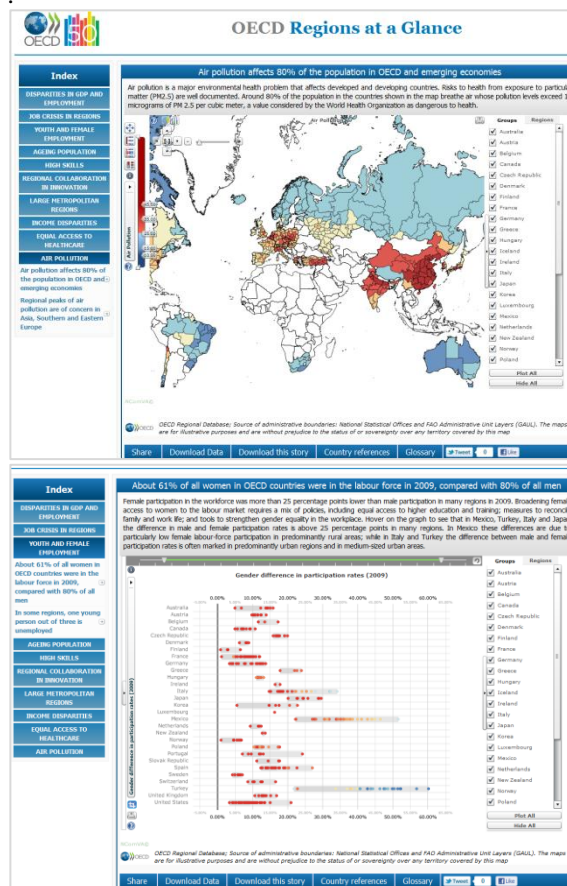 OECD
OECD Regions at a Glance
Index
DISPARITIES IN GDP AND
EMPLOYMENT
JOB CRISIS IN REGIONS
YOUTH AND FEMALE
EMPLOYMENT
AGEING POPULATION
HIGH SKILLS
REGIONAL COLLABORATION
IN INNOVATION
LARGE METROPOLITAN
REGIONS
INCOME DISPARITIES
EQUAL ACCESS TO
HEALTHCARE
AIR POLLUTION
Air pollution affects 80% of
the population in OECD and
emerging economies
Regional peaks of air
pollution are of concern in
Asia, Southern and Eastern
Europe
Air pollution affects 80% of the population in OECD and emerging economies
Air pollution is a major environmental health problem that affects developed and developing countries. Risks to health from exposure to
matter (PM2.5) are well documented. Around 80% of the population in the countries shown in the map breathe air whose pollution levels exceed
micrograms of PM 2.5 per cubic meter, a value considered by the World Health Organization as dangerous to health.
Air Pollution
Groups Regions
Australia
Austria
Belgium
Canada
Czech Republic
Denmark
Finland
France
Germany
Greece
Hungary
Iceland
Ireland
Italy
Japan
Korea
Luxembourg
Mexico
Netherlands
New Zealand
Norway
Poland
Plot All
Hide All
OECD
OECD Regional Database; Source of administrative boundaries: National Statistical Offices and FAO Administrative Unit Layers (GAUL). The maps
are for illustrative purposes and are without prejudice to the status of or sovereignty over any territory covered by this map
Share Download Data Download this story Country references Glossary Tweet 0 Like
Index
DISPARITIES IN GDP AND
EMPLOYMENT
JOB CRISIS IN REGIONS
YOUTH AND FEMALE
EMPLOYMENT
About 61% of all women in
OECD countries were in the
labour force in 2009,
compared with 80% of all
men
In some regions, one young
person out of three is
unemployed
AGEING POPULATION
HIGH SKILLS
REGIONAL COLLABORATION
IN INNOVATION
LARGE METROPOLITAN
REGIONS
INCOME DISPARITIES
EQUAL ACCESS TO
HEALTHCARE
AIR POLLUTION
About 61% of all women in OECD countries were in the labour force in 2009, compared with 80% of all men
Female participation in the workforce was more than 25 percentage points lower than male participation in many regions in 2009. Broadening
access to women to the labour market requires a mix of policies, including equal access to higher education and training; measures to
family and work life; and tools to strengthen gender equality in the workplace. Hover on the graph to see that in Mexico, Turkey, Italy and
the difference in male and female participation rates is above 25 percentage points in many regions. In Mexico these differences are due
particularly low female labour-force participation in predominantly rural areas; while in Italy and Turkey the difference between male and
participation rates is often marked in predominantly urban regions and in medium-sized urban areas.
Gender difference in participation rates (2009)
0.00% 10.00% 20.00% 30.00% 40.00% 50.00% 60.00%
Gender difference in participation rates (2009)
Australia
Austria
Belgium
Canada
Czech Republic
Denmark
Finland
France
Germany
Greece
Hungary
Ireland
Italy
Japan
Korea
Luxembourg
Mexico
Netherlands
New Zealand
Norway
Poland
Portugal
Slovak Republic
Spain
Sweden
Switzerland
Turkey
United Kingdom
United States
0.00% 10.00% 20.00% 30.00% 40.00% 50.00% 60.00%
Groups Regions
Australia
Austria
Belgium
Canada
Czech Republic
Denmark
Finland
France
Germany
Greece
Hungary
Iceland
Ireland
Italy
Japan
Korea
Luxembourg
Mexico
Netherlands
New Zealand
Norway
Poland
Plot All
Hide All
OECD
OECD Regional Database; Source of administrative boundaries: National Statistical Offices and FAO Administrative Unit Layers (GAUL). The maps
are for illustrative purposes and are without prejudice to the status of or sovereignty over any territory covered by this map
Share Download Data Download this story Country references Glossary Tweet 0 Like